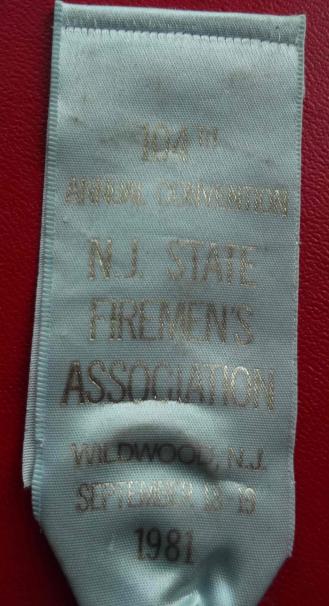 104TH
ANNUAL CONVENTION
N.J. STATE
FIREMEN'S
ASSOCIATION
WILDWOOD, N.J.
SEPTEMBER 18 19
1981